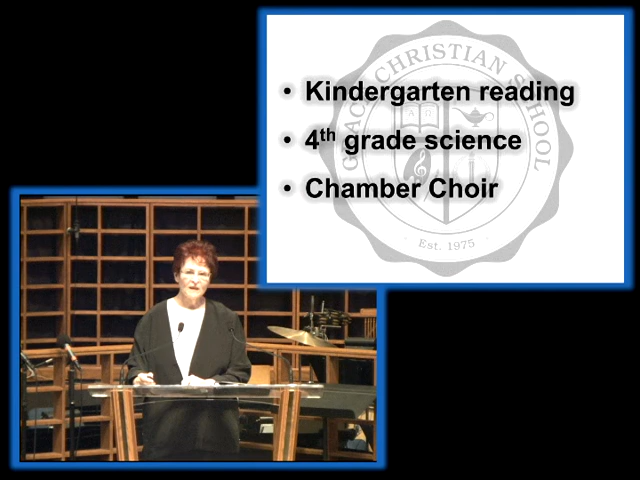 GRACE CHRISTIAN SCHOOL
• Kindergarten reading
• 4th grade science
• Chamber Choir
Est. 1975